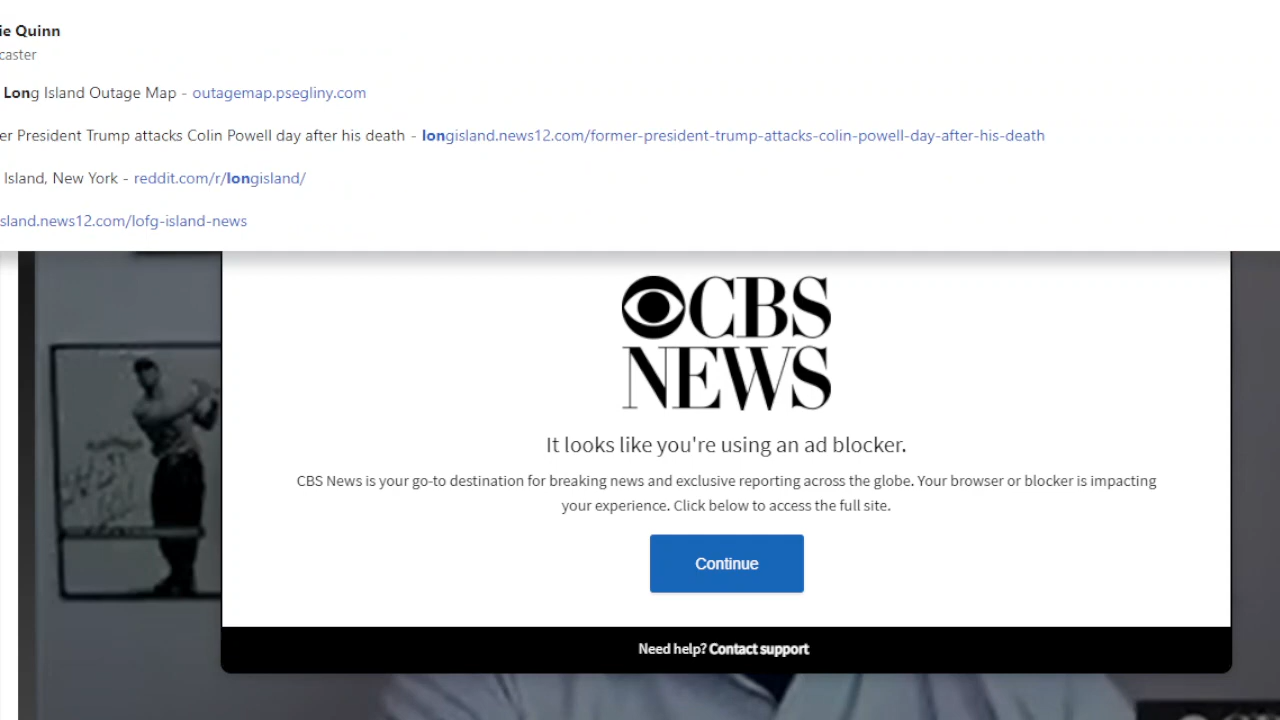 ie Quinn
caster
Long Island Outage Map - outagemap.psegliny.com
er President Trump attacks Colin Powell day after his death - longisland.news12.com/former-president-trump-attacks-colin-powell-day-after-his-death
Island, New York - reddit.com/r/longisland/
sland.news12.com/lofg-island-news
CBS
NEWS
It looks like you're using an ad blocker.
CBS News is your go-to destination for breaking news and exclusive reporting across the globe. Your browser or blocker is impacting
your experience. Click below to access the full site.
Continue
Need help? Contact support